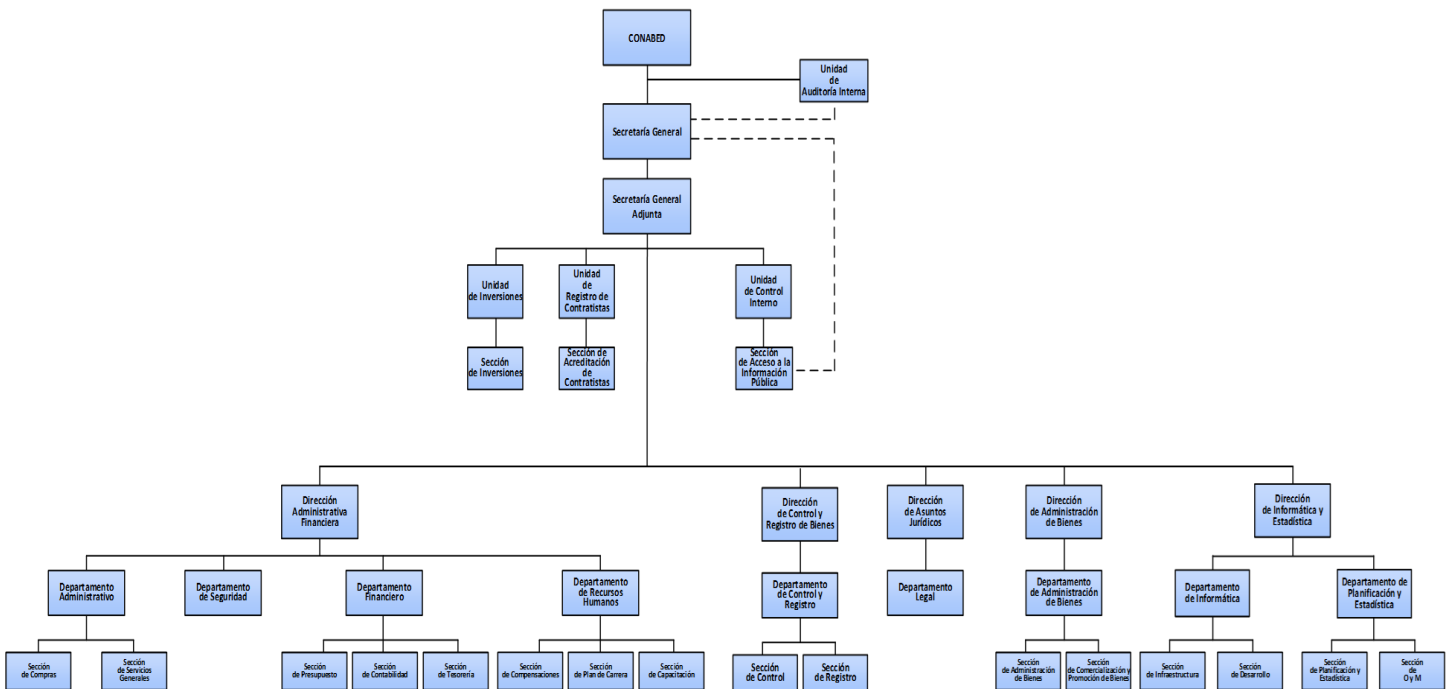 CONABED
Unidad
de
Auditoría Interna
Secretaría General
Secretaría General
Adjunta
Unidad
de Inversiones
Unidad
de
Registro de
Contratistas
Unidad
de Control
Interno
Sección
de Inversiones
Sección de
Acreditación
de
Contratistas
Sección
de Acceso a la
Información
Pública
Dirección
Administrativa
Financiera
Dirección
de Control y
Registro de Bienes
Dirección
de Asuntos
Jurídicos
Dirección
de Administración
de Bienes
Dirección
de Informática y
Estadística
Departamento
Administrativo
Departamento
de Seguridad
Departamento
Financiero
Departamento
de Recursos
Humanos
Departamento
de Control y
Registro
Departamento
Legal
Departamento
de Administración
de Bienes
Departamento
de Informática
Departamento de
Planificación y
Estadística
Sección
de Compras
Sección
de Servicios
Generales
Sección
de Presupuesto
Sección
de Contabilidad
Sección
de Tesorería
Sección
de Compensaciones
Sección
de Plan de Carrera
Sección
de Capacitación
Sección
de Control
Sección
de Registro
Sección
de Administración
de Bienes
Sección
de Comercialización y
Promoción de Bienes
Sección
de Infraestructura
Sección
de Desarrollo
Sección
de Planificación y
Estadística
Sección
de
O y M